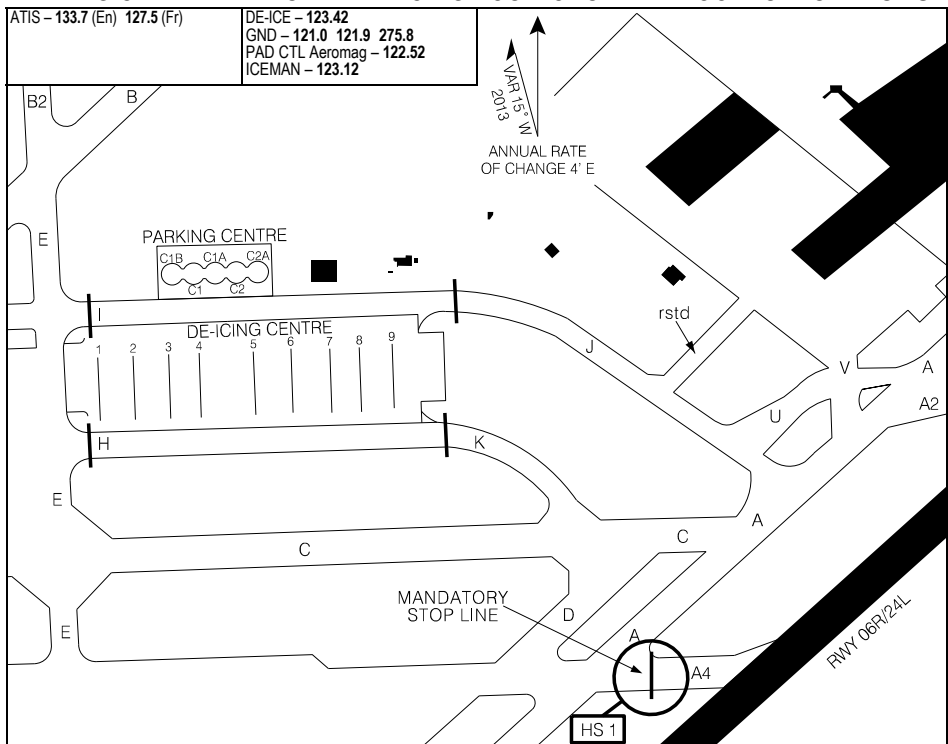 ATIS – 133.7 (En) 127.5 (Fr)
DE-ICE – 123.42
GND – 121.0 121.9 275.8
PAD CTL Aeromag – 122.52
ICEMAN – 123.12
VAR 15° W
2013
ANNUAL RATE
OF CHANGE 4' E
B2
B
E
PARKING CENTRE
C1B C1A C2A
C1 C2
I
DE-ICING CENTRE
1 2 3 4 5 6 7 8 9
rstd
J
V
A
A2
U
H
K
E
A
C
C
MANDATORY
STOP LINE
D
E
A
A4
RWY 06R/24L
HS 1